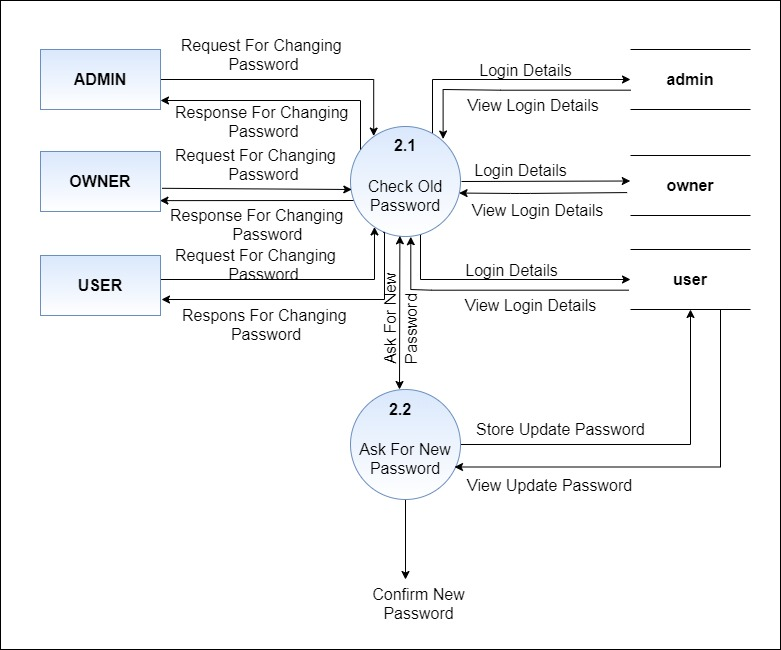 Request For Changing
Password
ADMIN
Response For Changing
Password
Request For Changing
Password
OWNER
Response For Changing
Password
Request For Changing
Password
USER
Respons For Changing
Password
2.1
Check Old
Password
Login Details
admin
View Login Details
Login Details
owner
View Login Details
Login Details
user
View Login Details
Ask For New
Password
2.2
Ask For New
Password
Store Update Password
View Update Password
Confirm New
Password